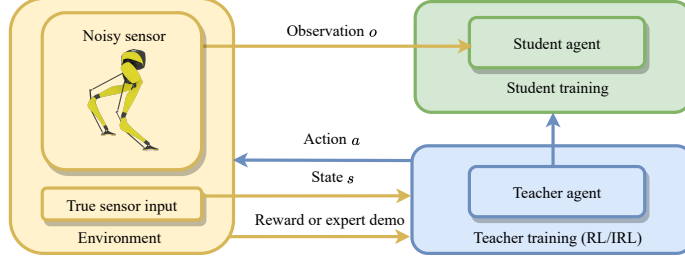 Noisy sensor
Observation o
Student agent
Student training
Action a
State s
True sensor input
Reward or expert demo
Environment
Teacher agent
Teacher training (RL/IRL)